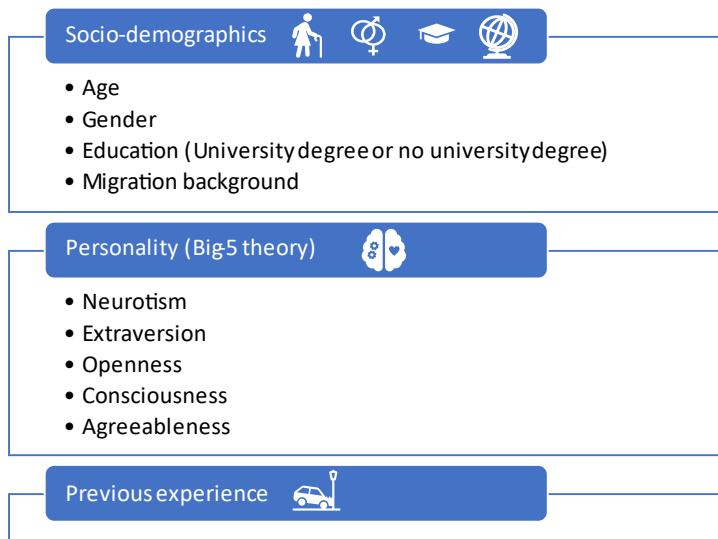 Socio-demographics
• Age
• Gender
• Education (University degree or no university degree)
• Migration background
Personality (Big5 theory)
• Neurotism
• Extraversion
• Openness
• Consciousness
• Agreeableness
Previous experience